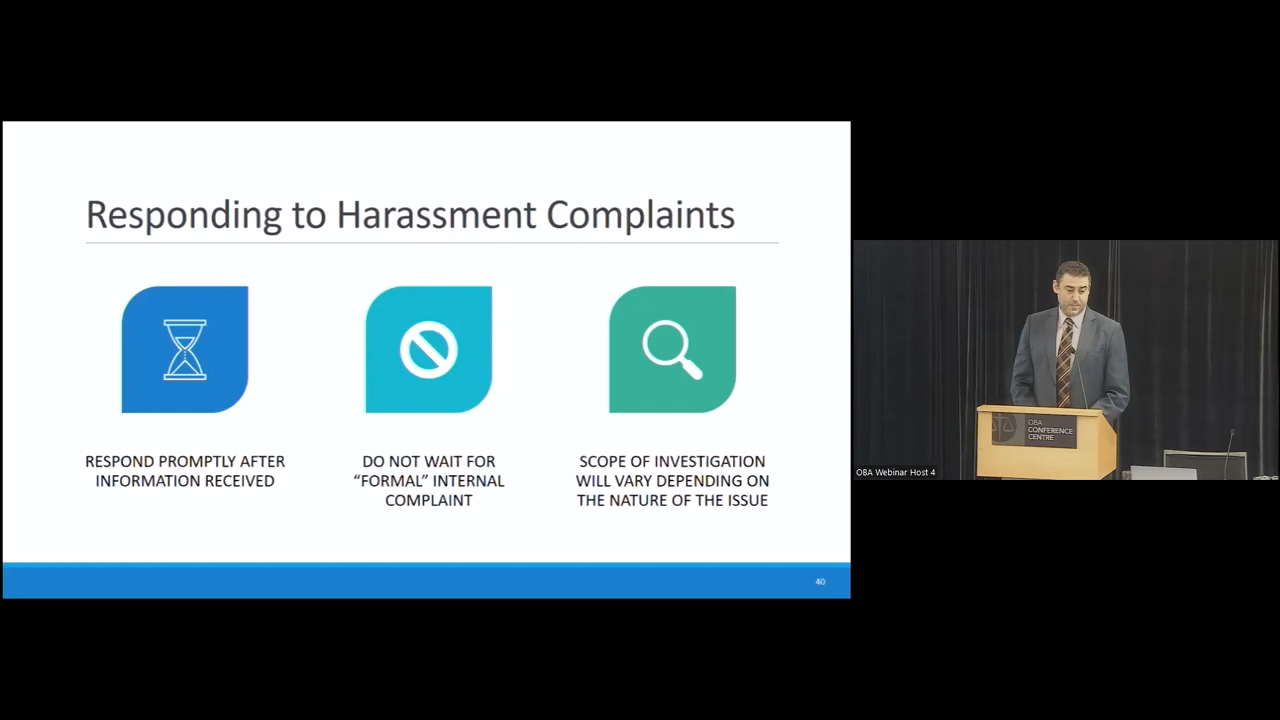 Responding to Harassment Complaints
RESPOND PROMPTLY AFTER
INFORMATION RECEIVED
DO NOT WAIT FOR
“FORMAL” INTERNAL
COMPLAINT
SCOPE OF INVESTIGATION
WILL VARY DEPENDING ON
THE NATURE OF THE ISSUE
40
OBA
CONFERENCE
CENTRE
OBA Webinar Host 4